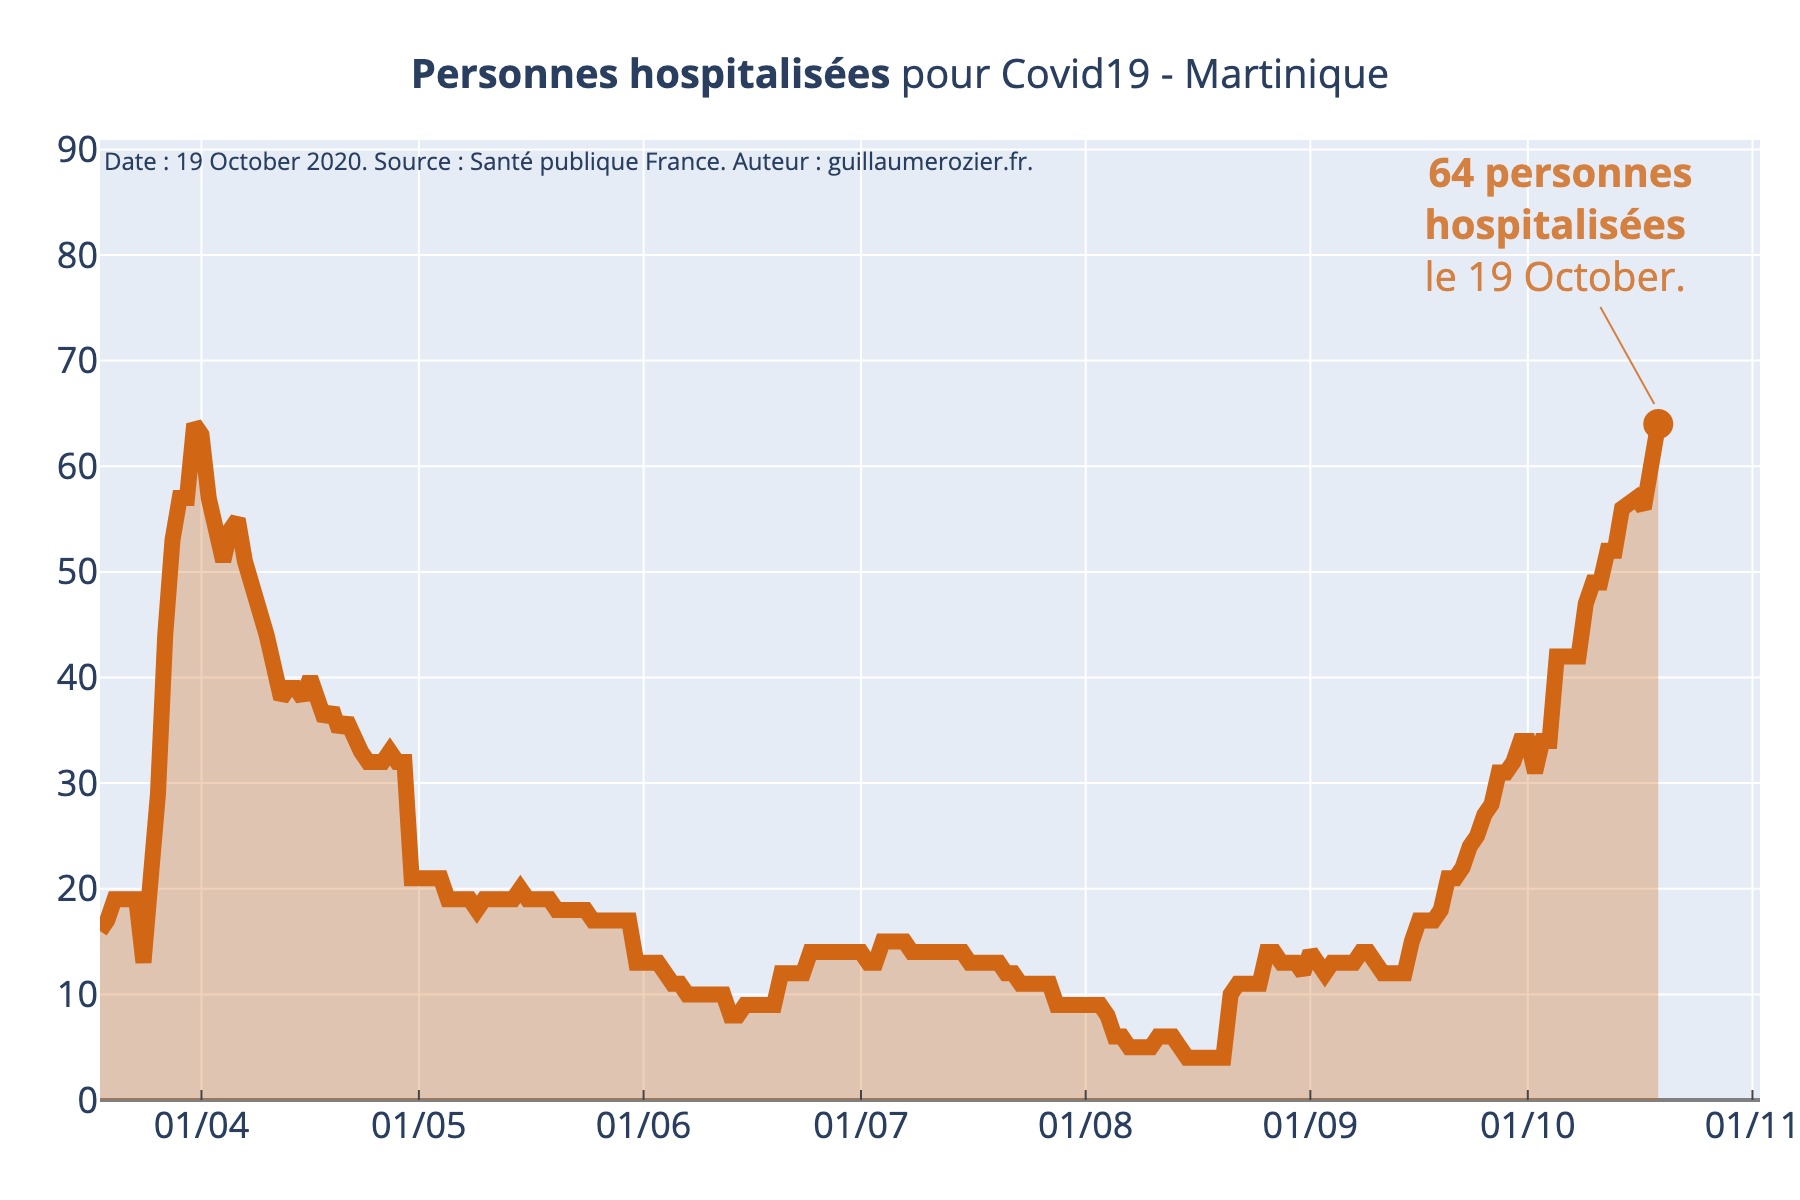 Personnes hospitalisées pour Covid19 - Martinique
90
Date : 19 October 2020. Source : Santé publique France. Auteur : guillaumerozier.fr.
64 personnes
hospitalisées
le 19 October.
80
70
60
50
40
30
20
10
0
01/04 01/05 01/06 01/07 01/08 01/09 01/10 01/11